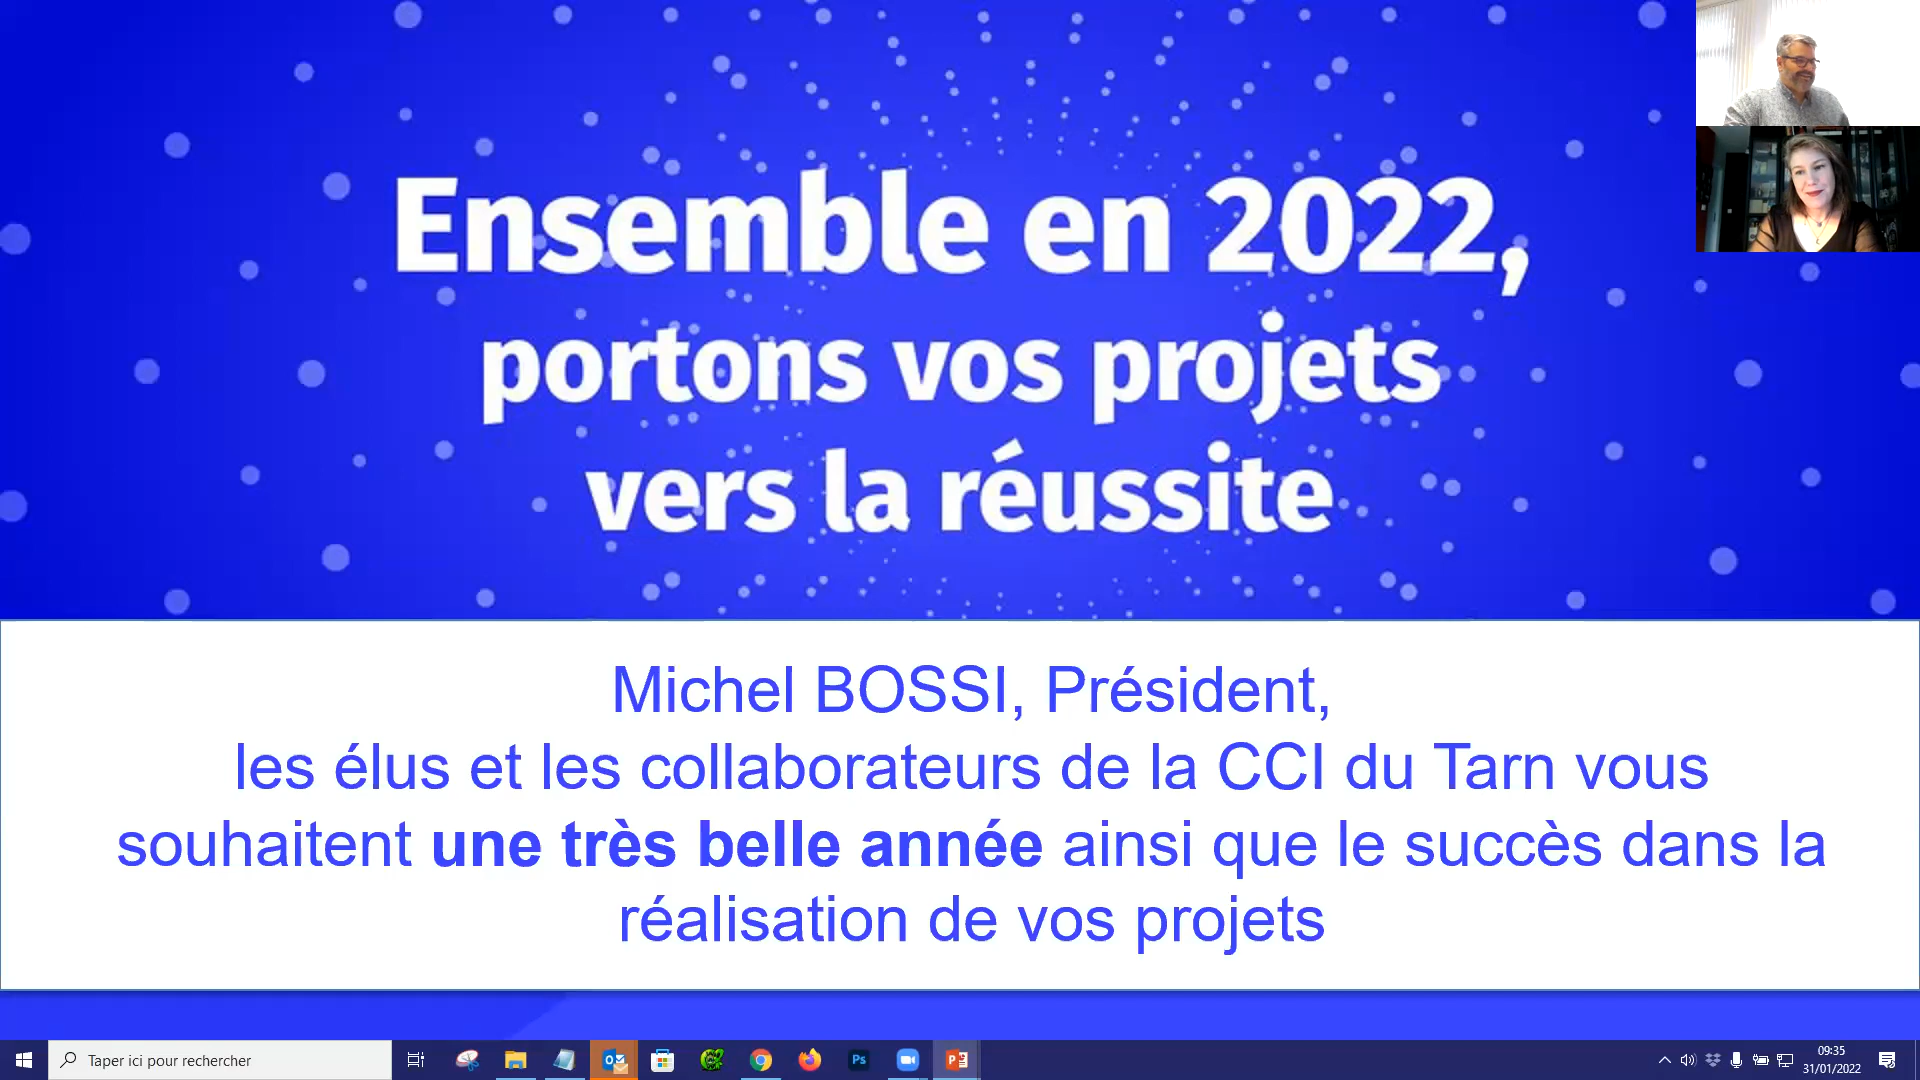 Ensemble en 2022,
portons vos projets
vers la réussite
Michel BOSSI, Président,
les élus et les collaborateurs de la CCI du Tarn vous
souhaitent une très belle année ainsi que le succès dans la
réalisation de vos projets
Taper ici pour rechercher
Ps
09:35
31/01/2022